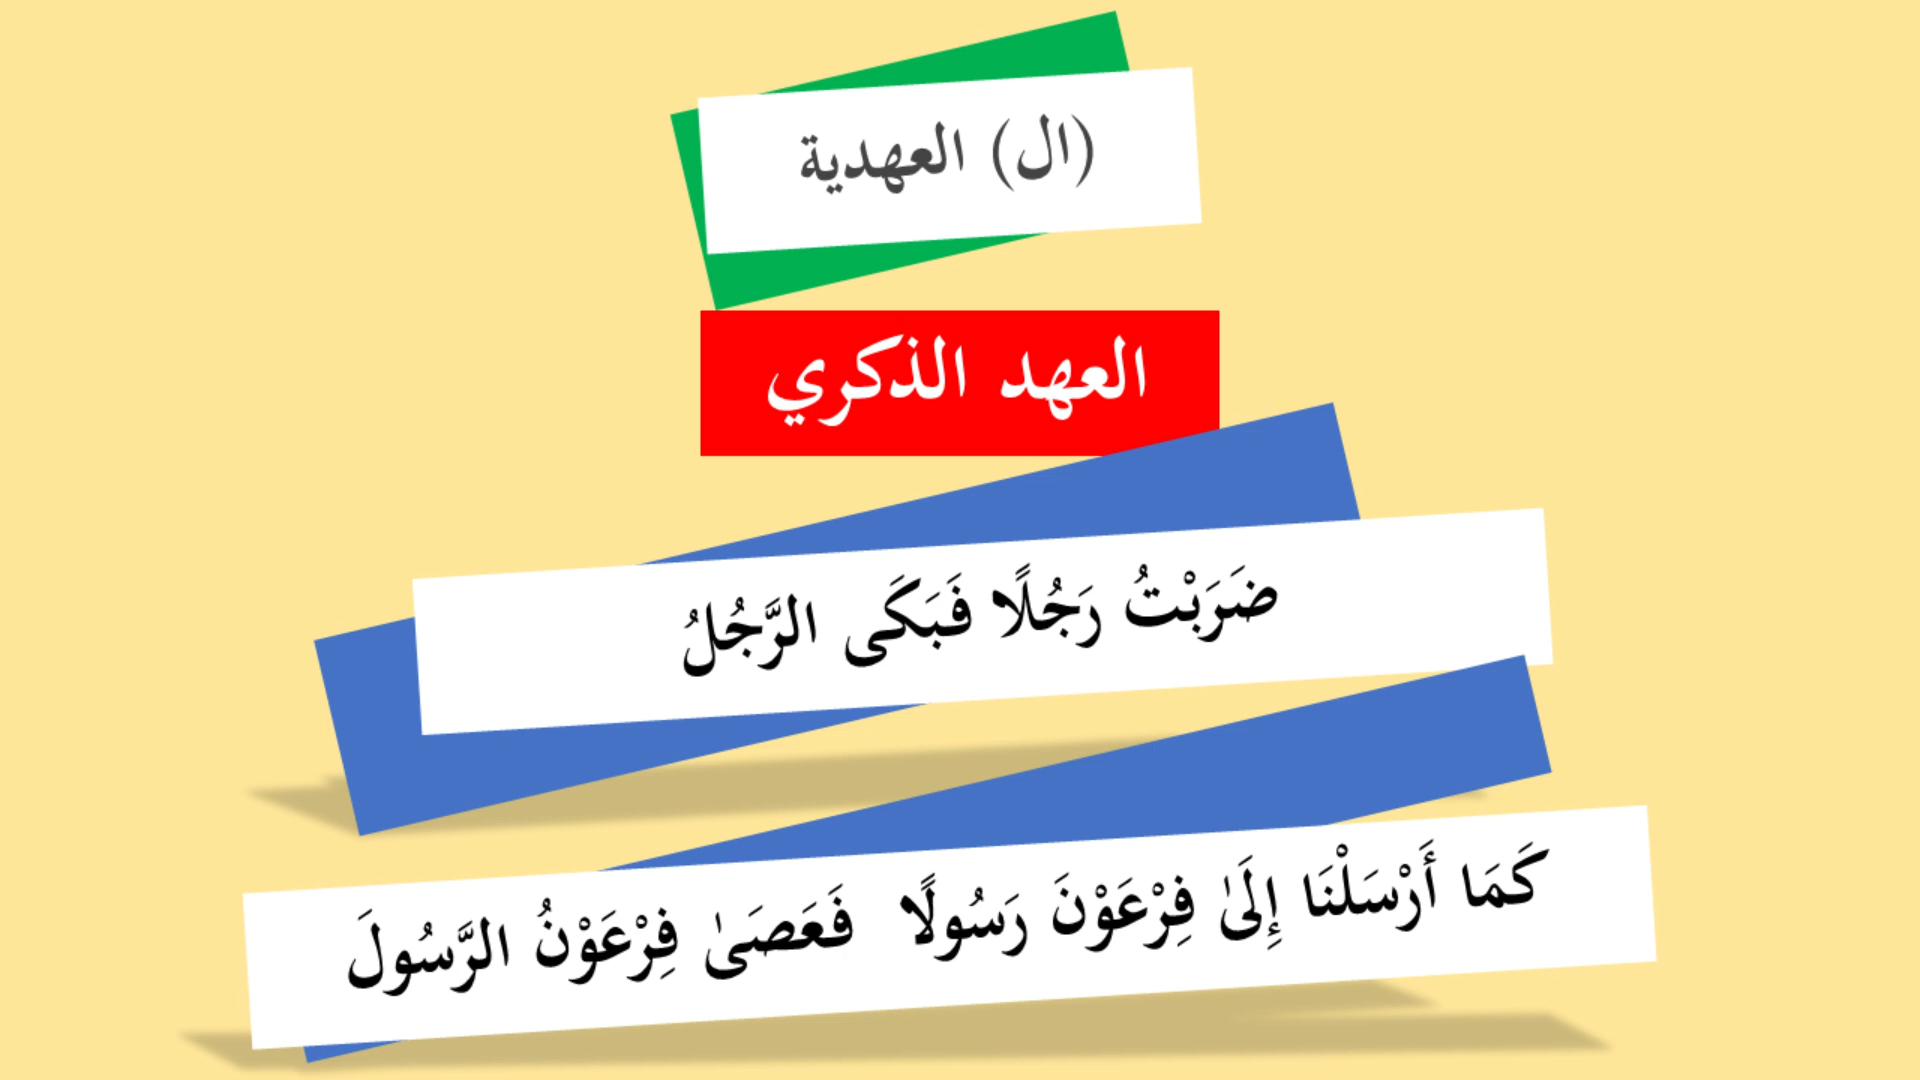 (ال) العهدية
العهد الذكري
ضَرَبْتُ رَجُلًا فَبَكَى الرَّجُلُ
كَمَا أَرْسَلْنَا إِلَىٰ فِرْعَوْنَ رَسُولًا فَعَصَىٰ فِرْعَوْنُ الرَّسُولَ